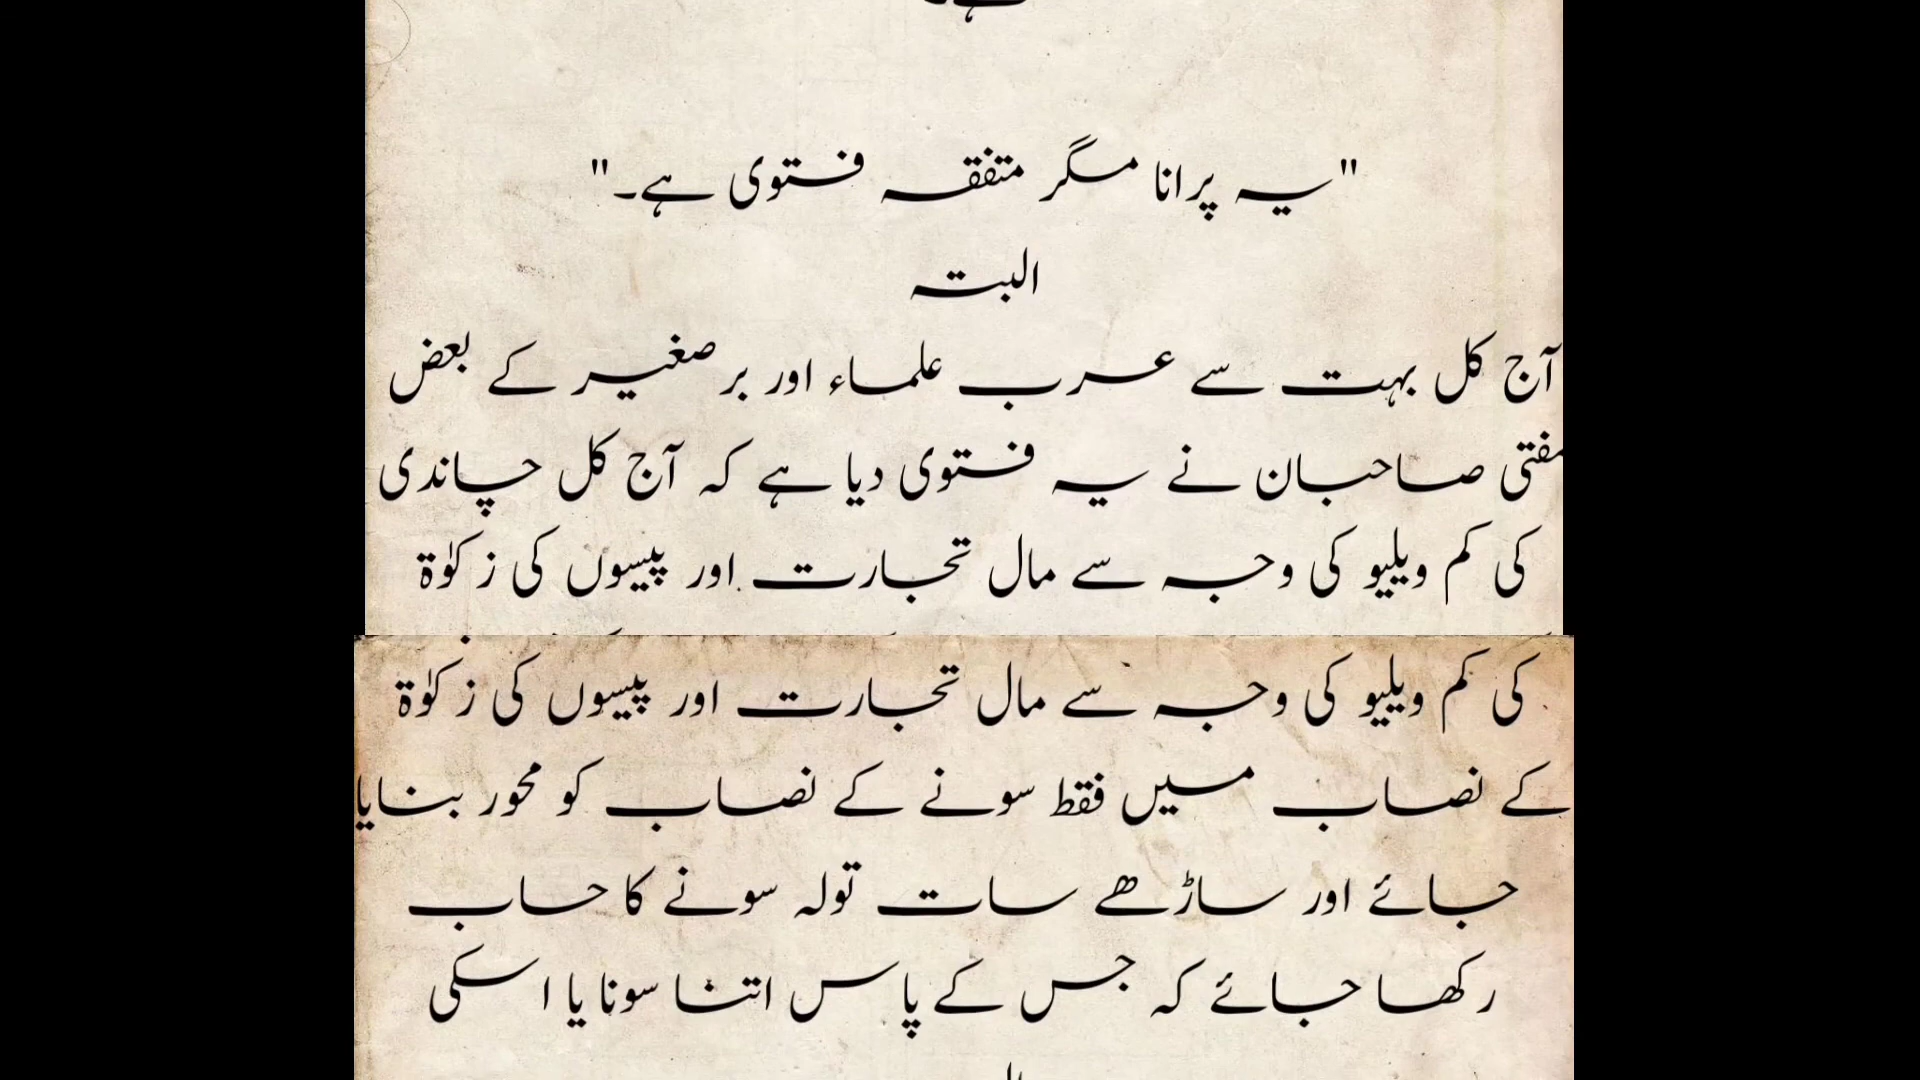 "یہ پرانا مگر متفقہ فتوی ہے۔"
البتہ
آج کل بہت سے عرب علماء اور بر صغیر کے بعض
مفتی صاحبان نے یہ فتوی دیا ہے کہ آج کل چاندی
کی کم ویلیو کی وجہ سے مال تجارت اور پیسوں کی زکوٰۃ
کی کم ویلیو کی وجہ سے مال تجارت اور پیسوں کی زکوٰۃ
کے نصاب میں فقط سونے کے نصاب کو محور بنایا
جائے اور ساڑھے سات تولہ سونے کا حساب
رکھا جائے کہ جس کے پاس اتنا سونا یا اسکی